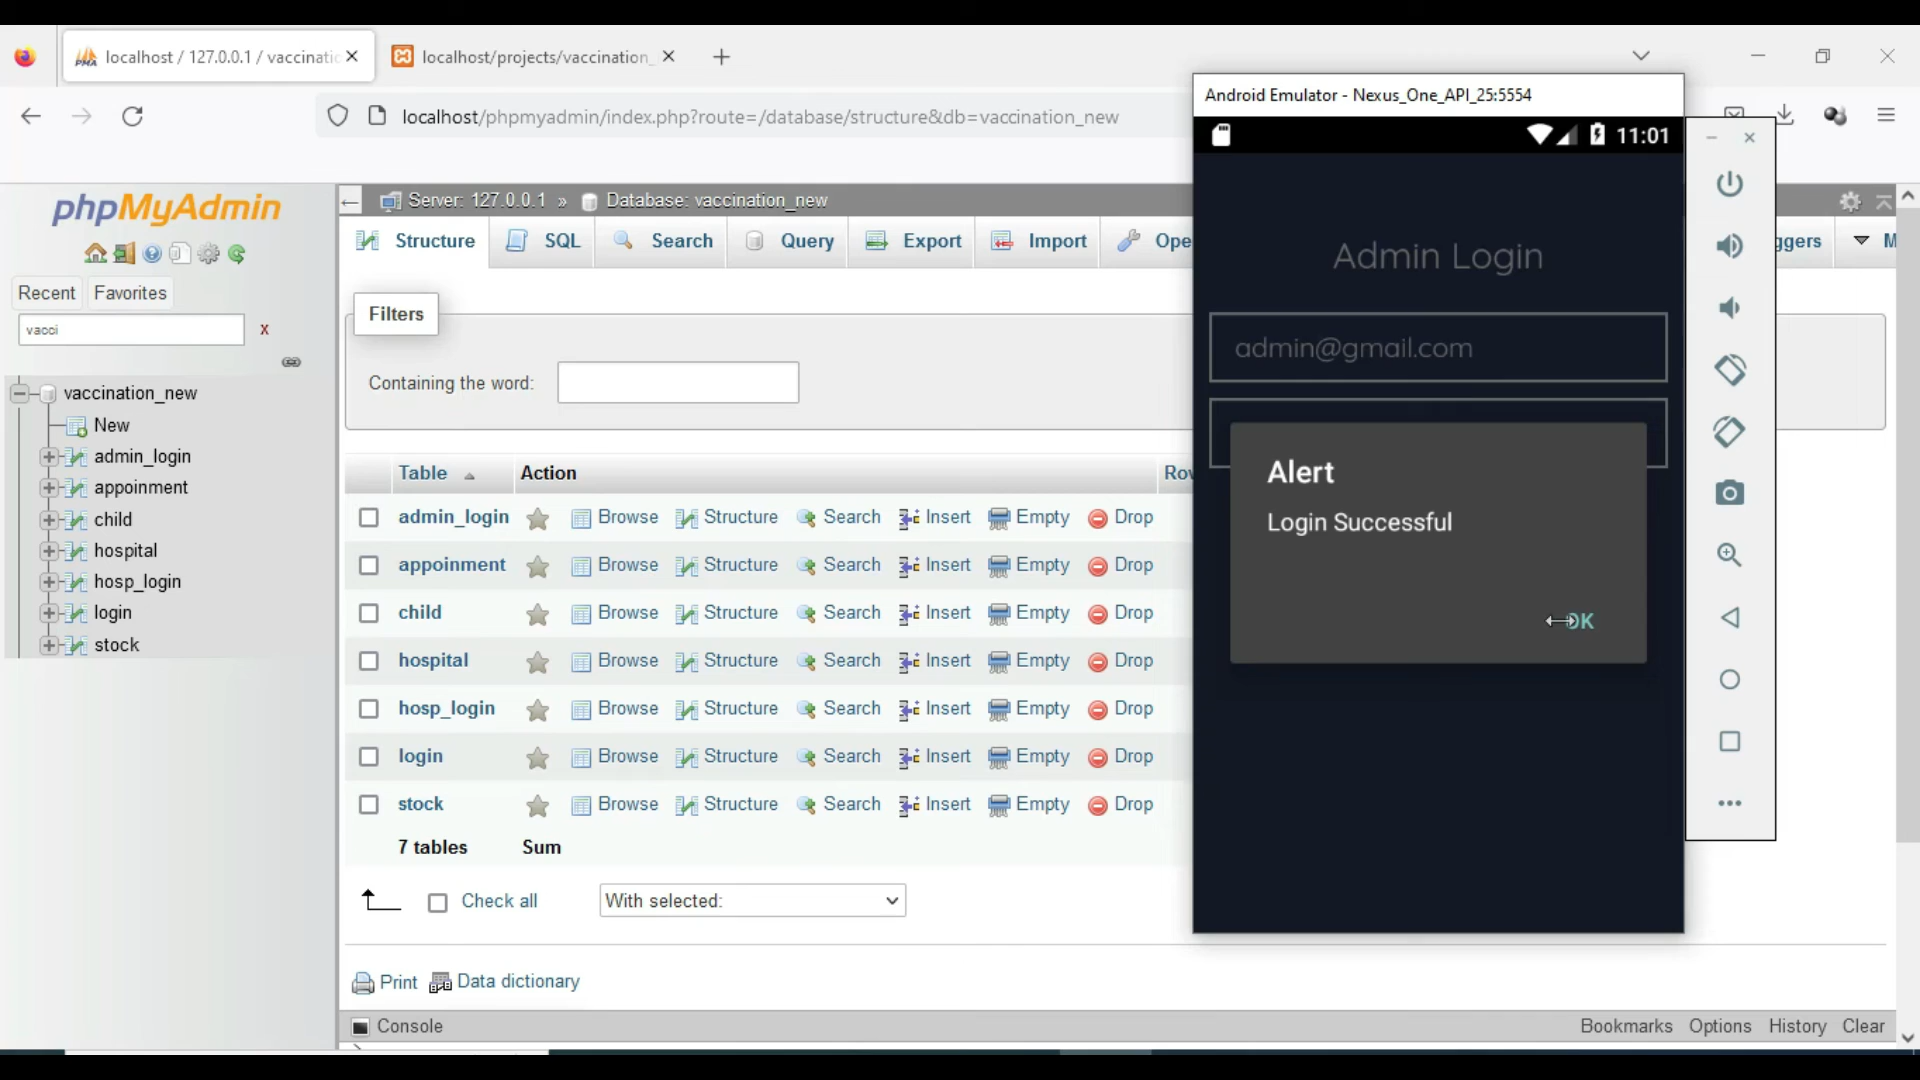 localhost / 127.0.0.1 / vaccinati
localhost/projects/vaccination_
localhost/phpmyadmin/index.php?route=/database/structure&db=vaccination_new
phpMyAdmin
Recent Favorites
vacci
x
vaccination_new
New
admin_login
appoinment
child
hospital
hosp_login
login
stock
Server: 127.0.0.1 » Database: vaccination_new
Structure SQL Search Query Export Import Ope
ggers M
Filters
Containing the word:
Table Action Rov
admin_login Browse Structure Search Insert Empty Drop
appoinment Browse Structure Search Insert Empty Drop
child Browse Structure Search Insert Empty Drop
hospital Browse Structure Search Insert Empty Drop
hosp_login Browse Structure Search Insert Empty Drop
login Browse Structure Search Insert Empty Drop
stock Browse Structure Search Insert Empty Drop
7 tables Sum
Check all With selected:
Print Data dictionary
Console Bookmarks Options History Clear
Android Emulator - Nexus_One_API_25:5554
11:01
Admin Login
admin@gmail.com
Alert
Login Successful
OK